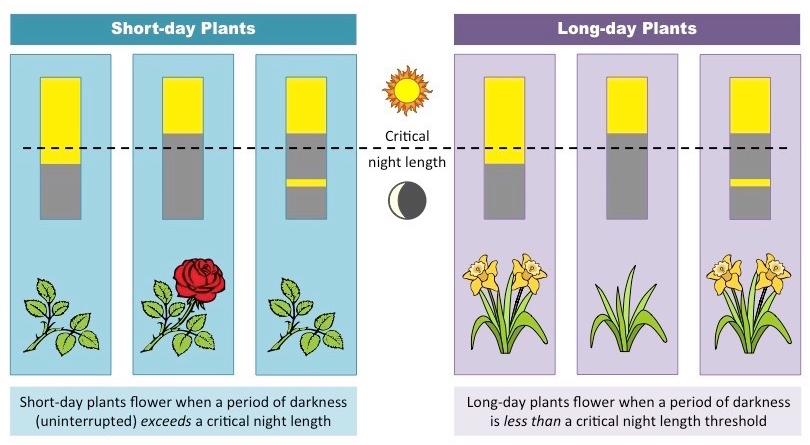 Short-day Plants
Long-day Plants
Critical
night length
Short-day plants flower when a period of darkness
(uninterrupted) exceeds a critical night length
Long-day plants flower when a period of darkness
is less than a critical night length threshold